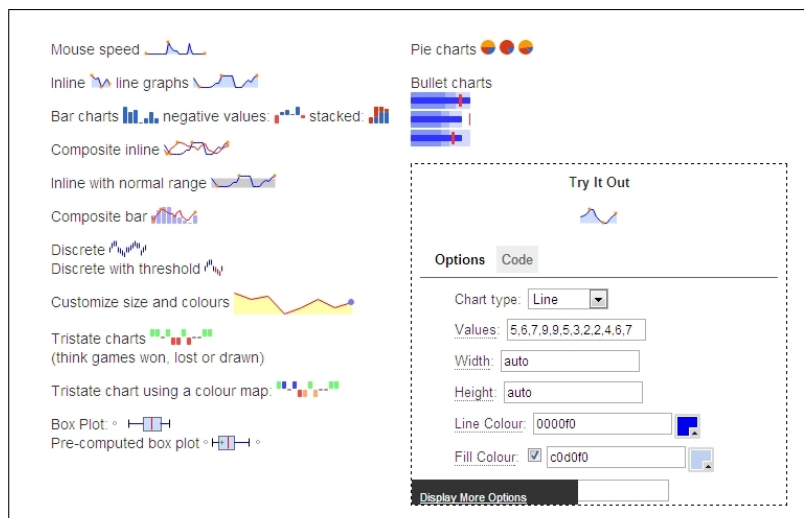 Mouse speed
Inline line graphs
Bar charts negative values: stacked:
Composite inline
Inline with normal range
Composite bar
Discrete
Discrete with threshold
Customize size and colours
Tristate charts
(think games won, lost or drawn)
Tristate chart using a colour map:
Box Plot:
Pre-computed box plot
Pie charts
Bullet charts
Try It Out
Options Code
Chart type: Line
Values: 5,6,7,9,9,5,3,2,2,4,6,7
Width: auto
Height: auto
Line Colour: 0000f0
Fill Colour: c0d0f0
Display More Options